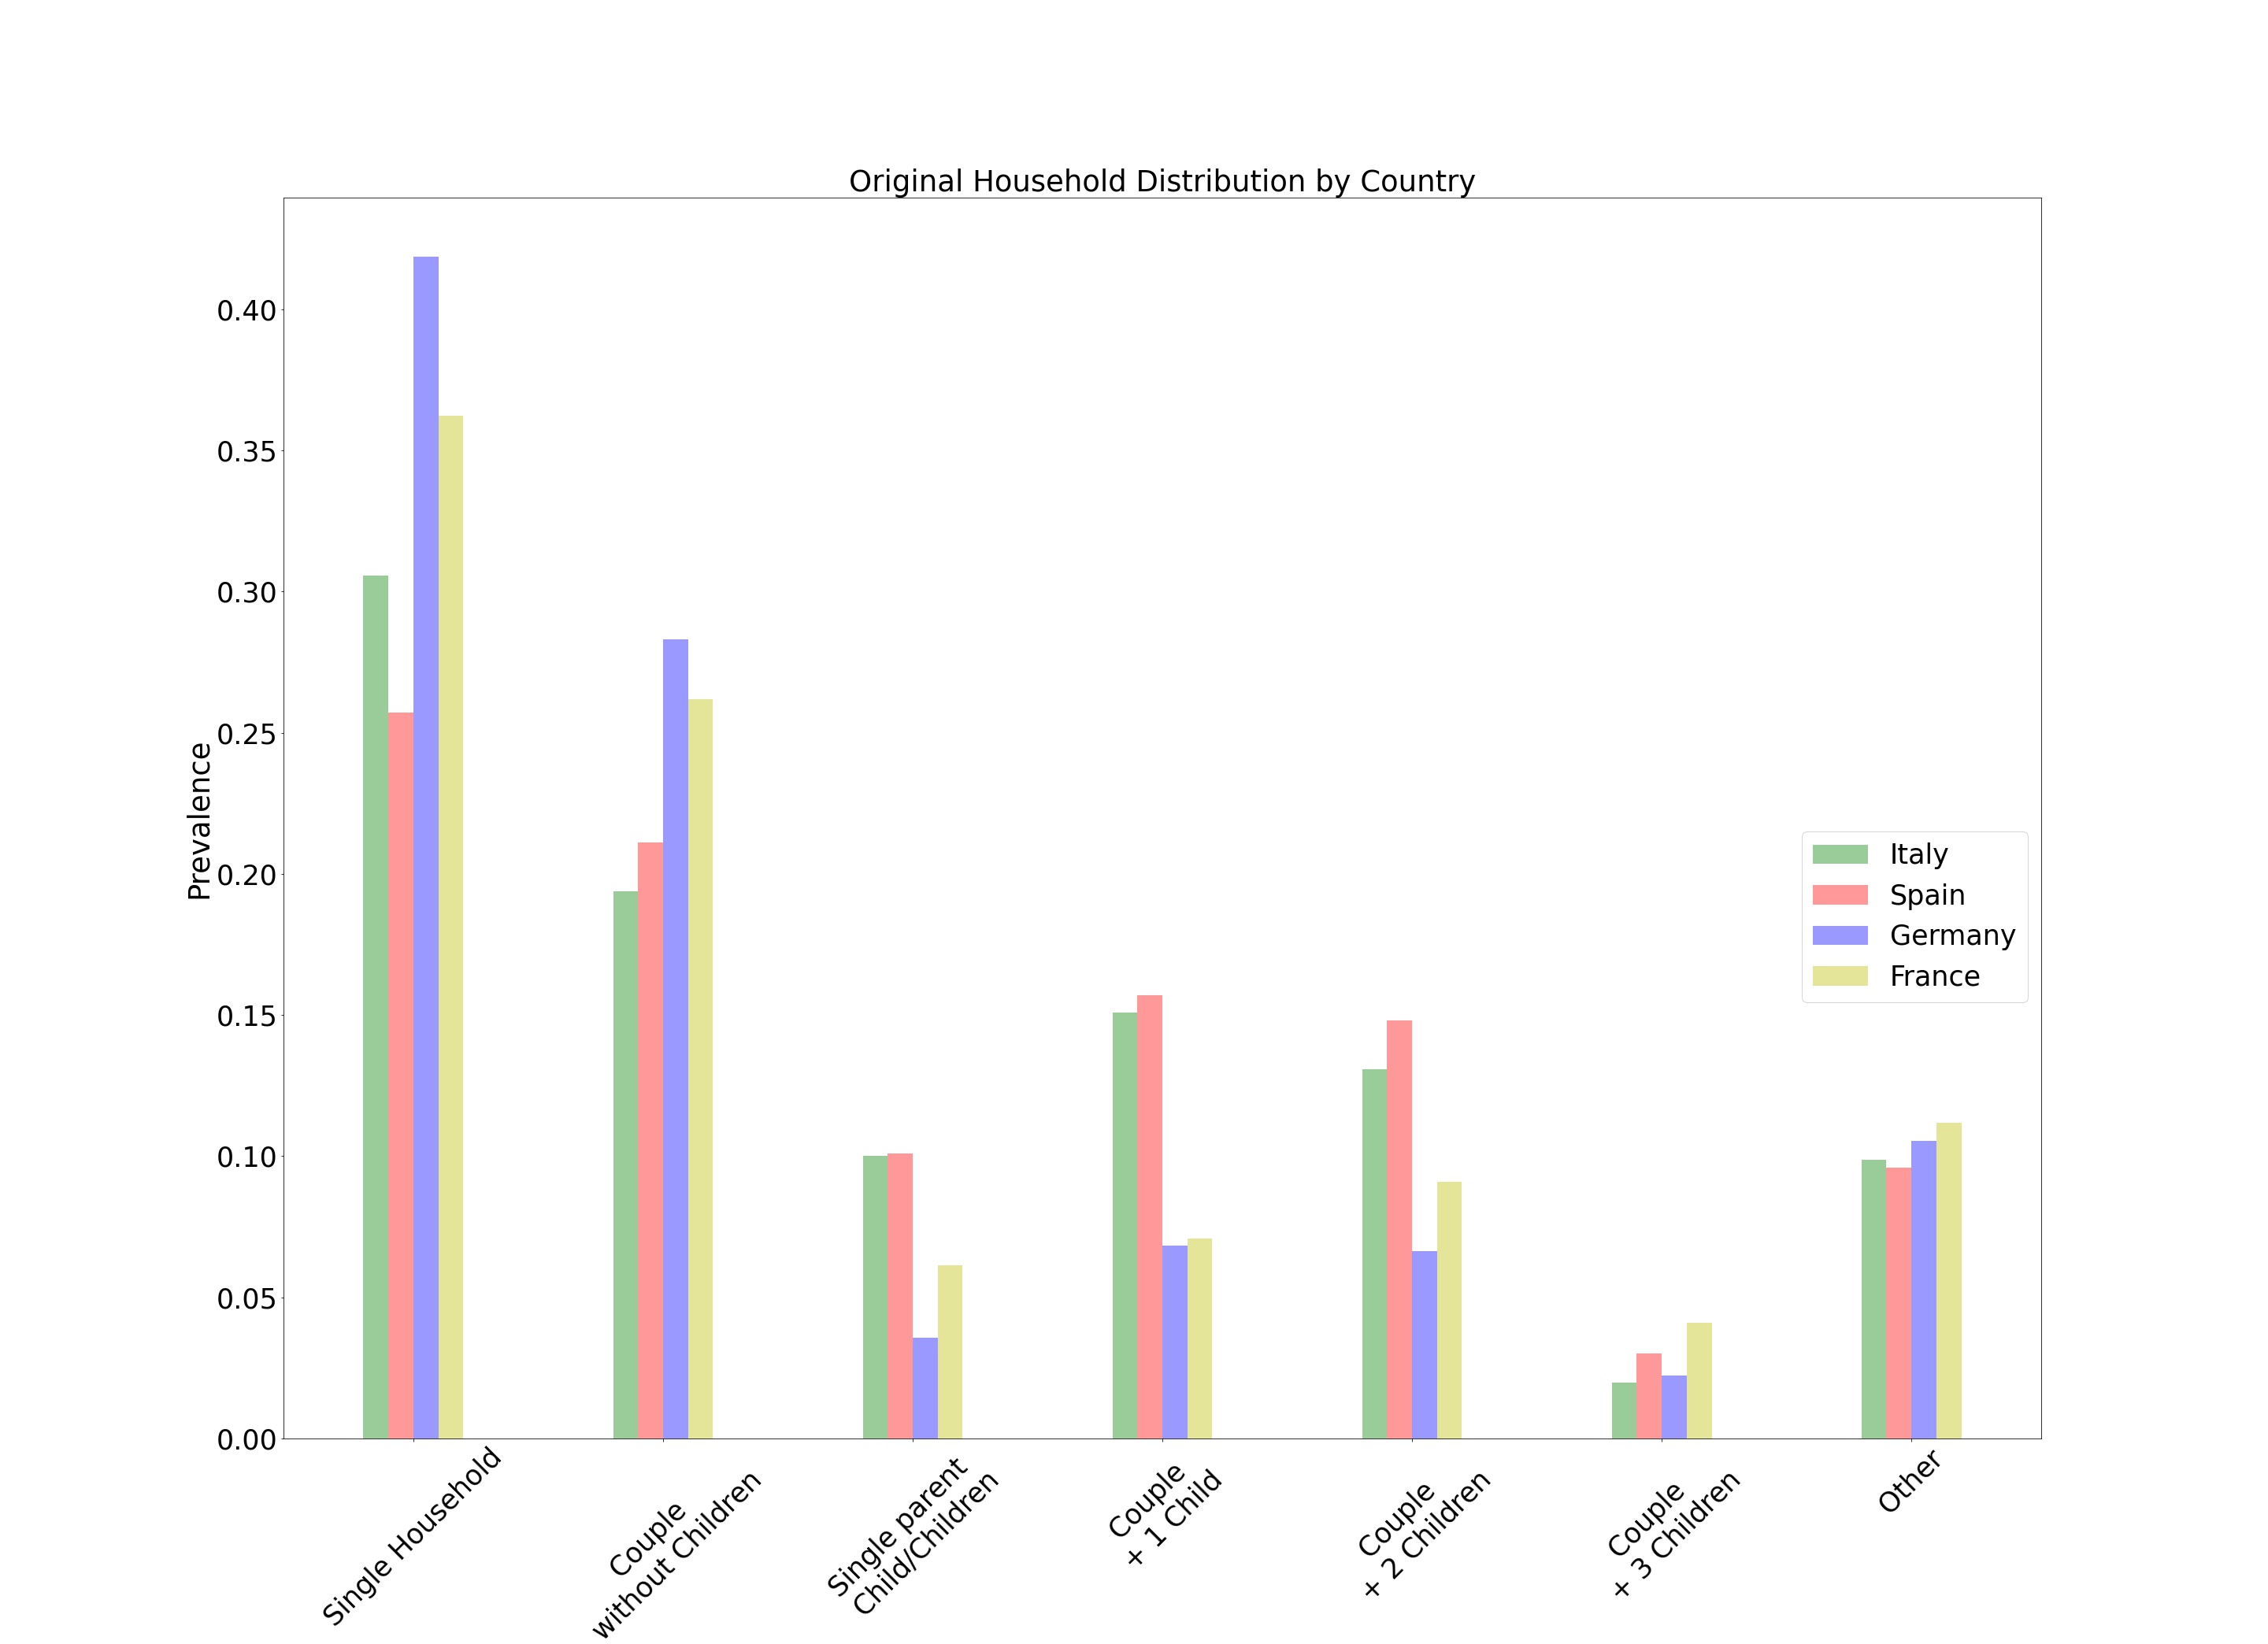 Original Household Distribution by Country
Prevalence
0.40
0.35
0.30
0.25
0.20
0.15
0.10
0.05
0.00
Italy
Spain
Germany
France
Single Household
Couple
without Children
Single parent
Child/Children
Couple
+ 1 Child
Couple
+ 2 Children
Couple
+ 3 Children
Other